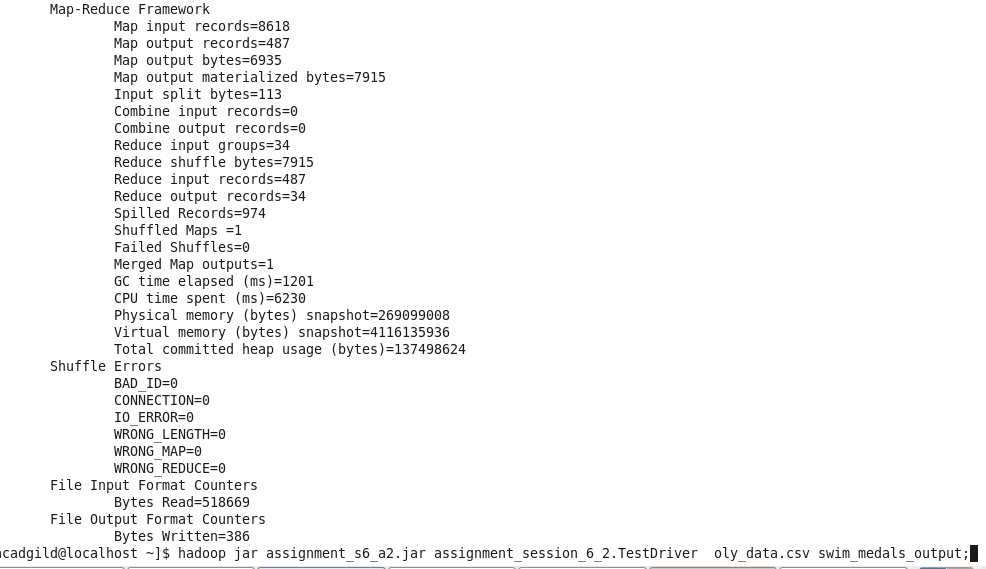 Map-Reduce Framework
Map input records=8618
Map output records=487
Map output bytes=6935
Map output materialized bytes=7915
Input split bytes=113
Combine input records=0
Combine output records=0
Reduce input groups=34
Reduce shuffle bytes=7915
Reduce input records=487
Reduce output records=34
Spilled Records=974
Shuffled Maps =1
Failed Shuffles=0
Merged Map outputs=1
GC time elapsed (ms)=1201
CPU time spent (ms)=6230
Physical memory (bytes) snapshot=269099008
Virtual memory (bytes) snapshot=4116135936
Total committed heap usage (bytes)=137498624
Shuffle Errors
BAD_ID=0
CONNECTION=0
IO_ERROR=0
WRONG_LENGTH=0
WRONG_MAP=0
WRONG_REDUCE=0
File Input Format Counters
Bytes Read=518669
File Output Format Counters
Bytes Written=386
acadgild@localhost ~]$ hadoop jar assignment_s6_a2.jar assignment_session_6_2.TestDriver  oly_data.csv swim_medals_output;